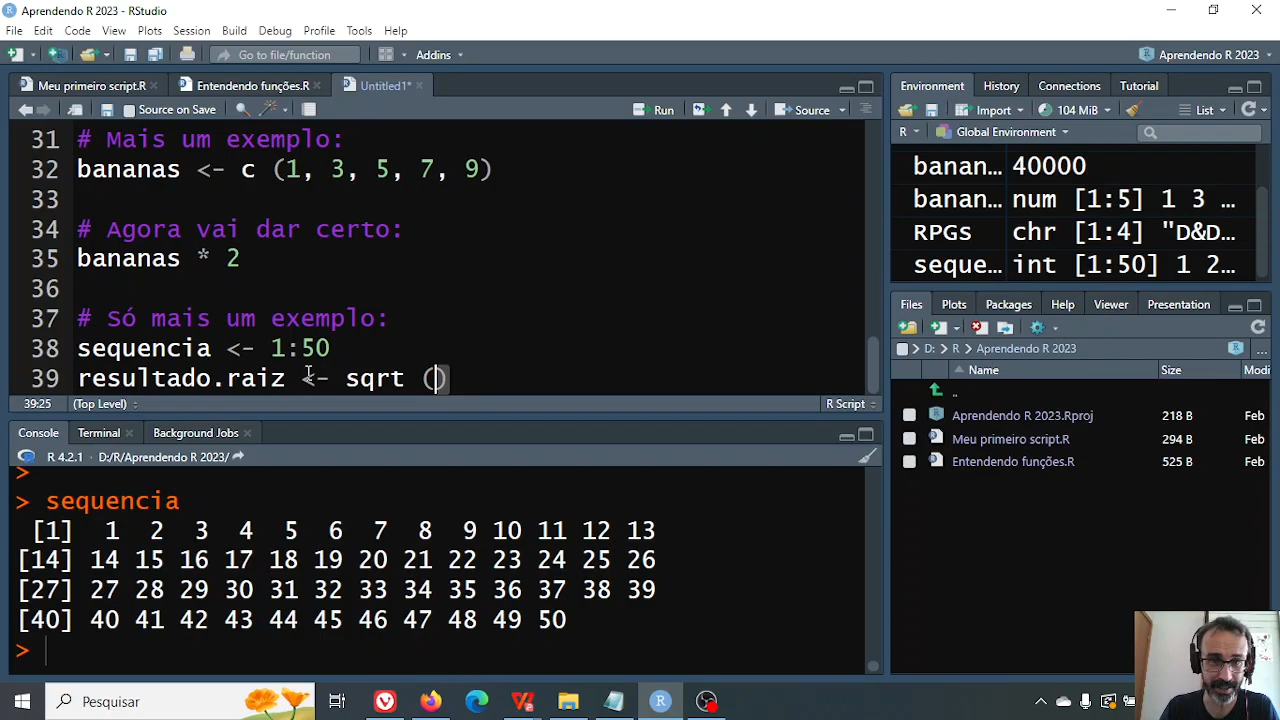 Aprendendo R 2023 - RStudio
File Edit Code View Plots Session Build Debug Profile Tools Help
Go to file/function Addins Aprendendo R 2023
Meu primeiro script.R Entendendo funções.R Untitled1*
Source on Save Run Source
31 # Mais um exemplo:
32 bananas <- c (1, 3, 5, 7, 9)
33
34 # Agora vai dar certo:
35 bananas * 2
36
37 # Só mais um exemplo:
38 sequencia <- 1:50
39 resultado.raiz <- sqrt ()
39:25 (Top Level) R Script
Console Terminal Background Jobs
R 4.2.1 · D:/R/Aprendendo R 2023/
>
> sequencia
[1] 1 2 3 4 5 6 7 8 9 10 11 12 13
[14] 14 15 16 17 18 19 20 21 22 23 24 25 26
[27] 27 28 29 30 31 32 33 34 35 36 37 38 39
[40] 40 41 42 43 44 45 46 47 48 49 50
>
Environment History Connections Tutorial
Import 104 MiB List
R Global Environment
banan... 40000
banan... num [1:5] 1 3 ...
RPGs chr [1:4] "D&D...
seque... int [1:50] 1 2...
Files Plots Packages Help Viewer Presentation
D: R Aprendendo R 2023
Name Size Modi
..
Aprendendo R 2023.Rproj 218 B Feb
Meu primeiro script.R 294 B Feb
Entendendo funções.R 525 B Feb
Pesquisar